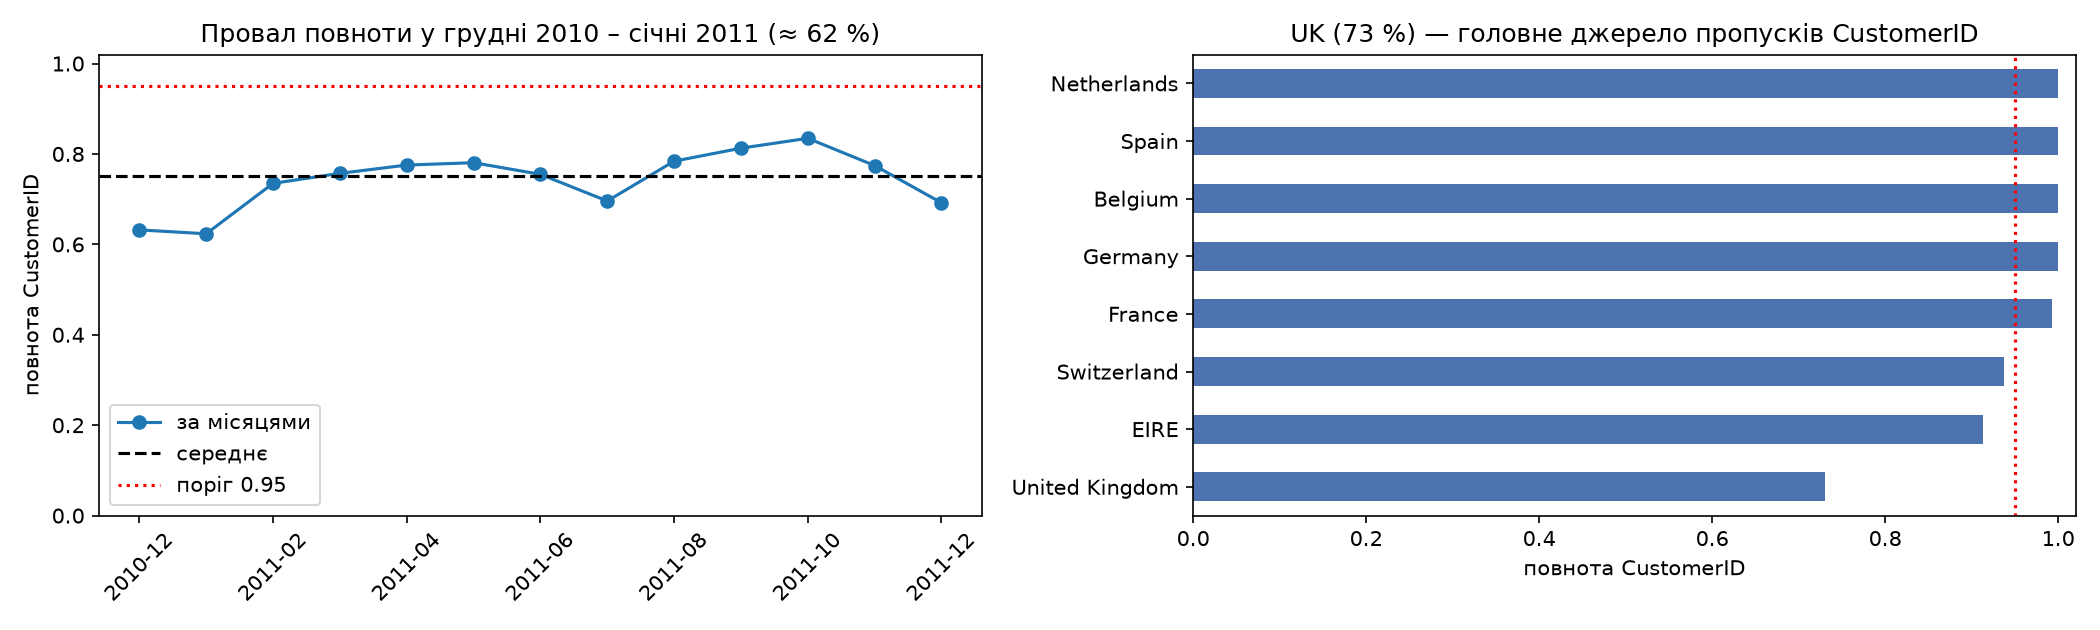 Провал повноти у грудні 2010 – січні 2011 (≈ 62 %)
повнота CustomerID
1.0
0.8
0.6
0.4
0.2
0.0
за місяцями
середнє
поріг 0.95
2010-12
2011-02
2011-04
2011-06
2011-08
2011-10
2011-12
UK (73 %) — головне джерело пропусків CustomerID
Netherlands
Spain
Belgium
Germany
France
Switzerland
EIRE
United Kingdom
0.0
0.2
0.4
0.6
0.8
1.0
повнота CustomerID